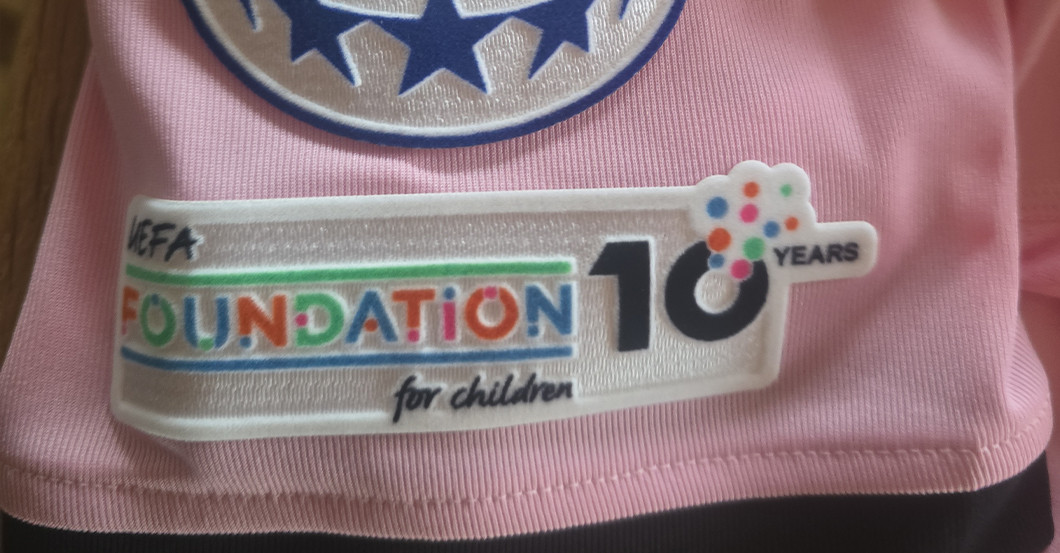 UEFA
FOUNDATION
for children
10 YEARS